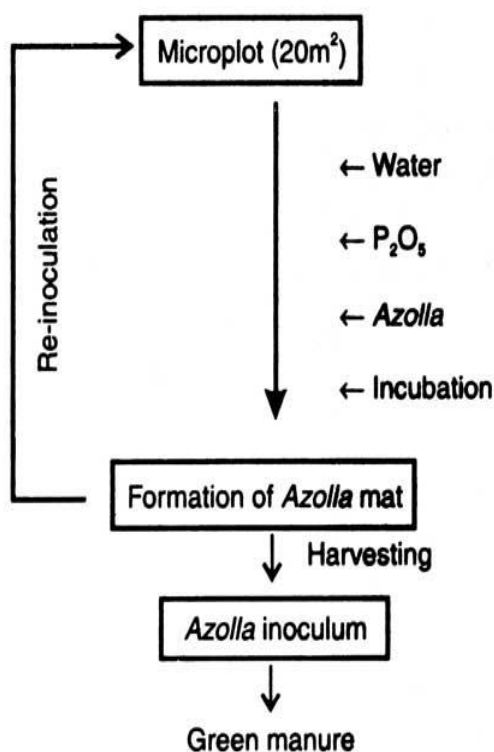 Microplot (20m²)
← Water
← P₂O₅
← Azolla
← Incubation
Re-inoculation
Formation of Azolla mat
Harvesting
Azolla inoculum
Green manure